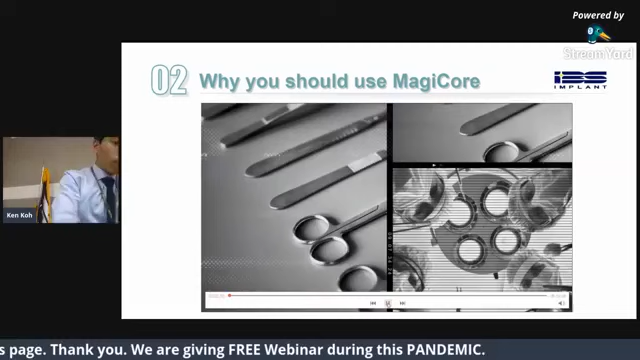 Powered by
StreamYard
02 Why you should use MagiCore
IBS
IMPLANT
Ken Koh
s page. Thank you. We are giving FREE Webinar during this PANDEMIC.